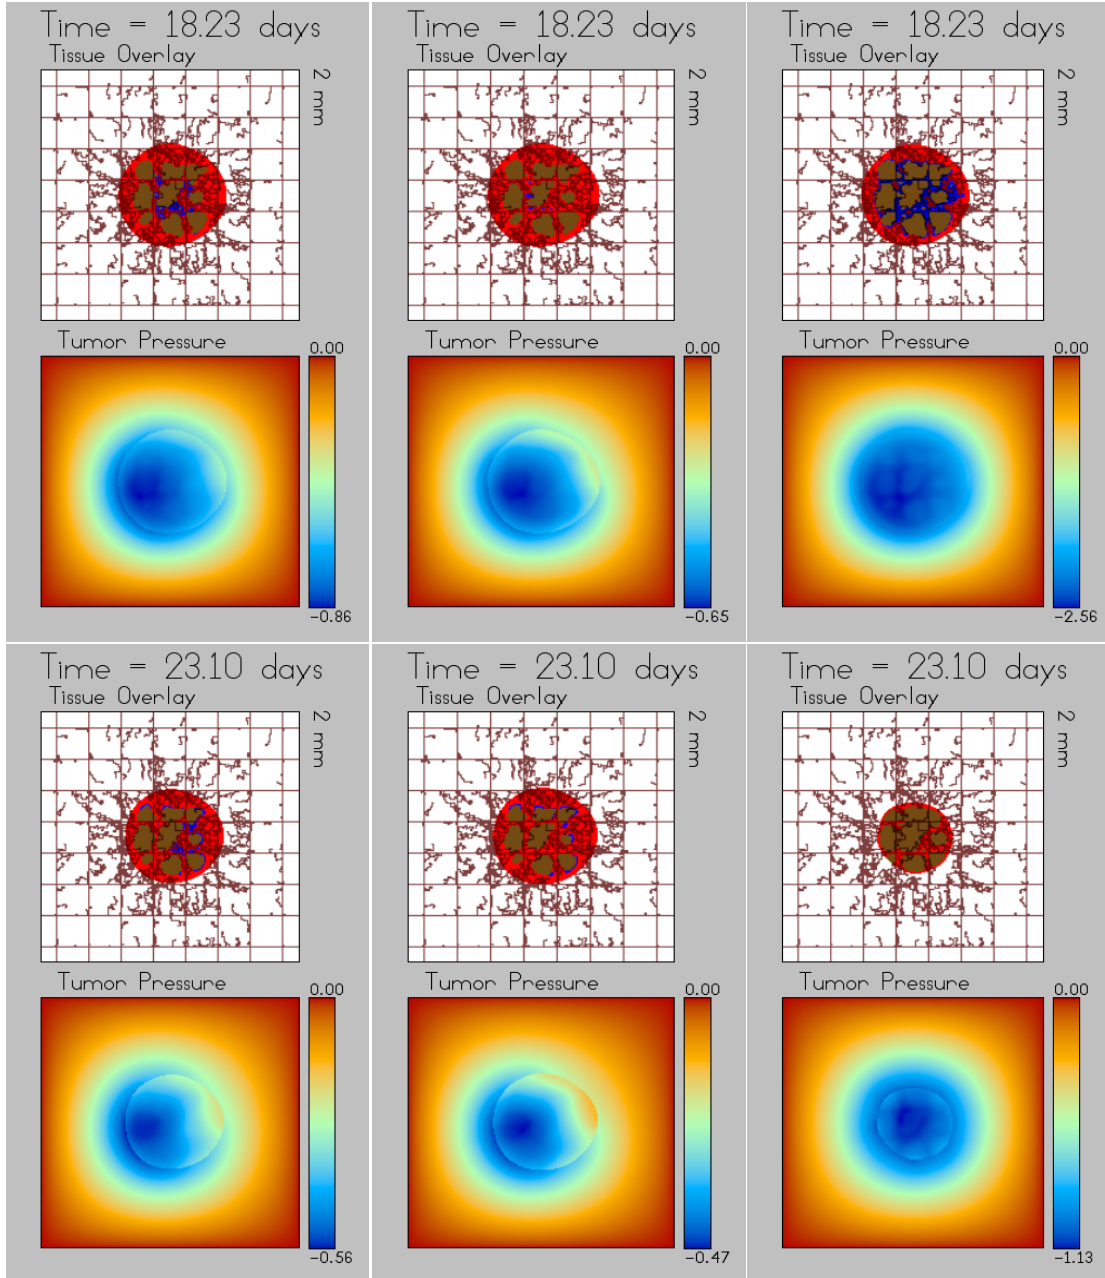 Time = 18.23 days
Tissue Overlay
2 mm
Tumor Pressure
0.00
-0.86
Time = 18.23 days
Tissue Overlay
2 mm
Tumor Pressure
0.00
-0.65
Time = 18.23 days
Tissue Overlay
2 mm
Tumor Pressure
0.00
-2.56
Time = 23.10 days
Tissue Overlay
2 mm
Tumor Pressure
0.00
-0.56
Time = 23.10 days
Tissue Overlay
2 mm
Tumor Pressure
0.00
-0.47
Time = 23.10 days
Tissue Overlay
2 mm
Tumor Pressure
0.00
-1.13